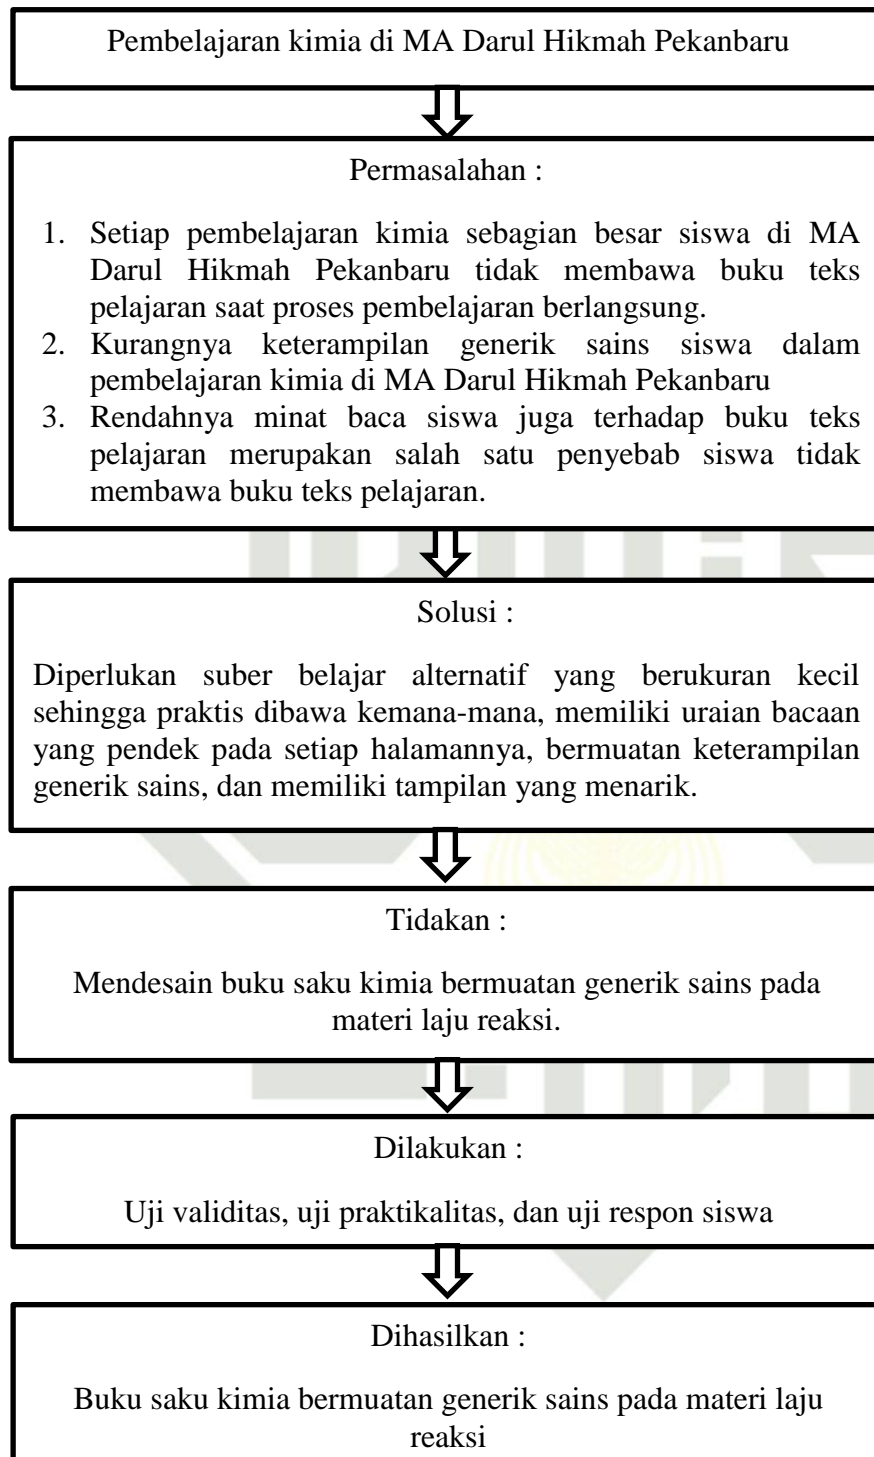 Pembelajaran kimia di MA Darul Hikmah Pekanbaru
Permasalahan :
1. Setiap pembelajaran kimia sebagian besar siswa di MA
Darul Hikmah Pekanbaru tidak membawa buku teks
pelajaran saat proses pembelajaran berlangsung.
2. Kurangnya keterampilan generik sains siswa dalam
pembelajaran kimia di MA Darul Hikmah Pekanbaru
3. Rendahnya minat baca siswa juga terhadap buku teks
pelajaran merupakan salah satu penyebab siswa tidak
membawa buku teks pelajaran.
Solusi :
Diperlukan suber belajar alternatif yang berukuran kecil
sehingga praktis dibawa kemana-mana, memiliki uraian bacaan
yang pendek pada setiap halamannya, bermuatan keterampilan
generik sains, dan memiliki tampilan yang menarik.
Tidakan :
Mendesain buku saku kimia bermuatan generik sains pada
materi laju reaksi.
Dilakukan :
Uji validitas, uji praktikalitas, dan uji respon siswa
Dihasilkan :
Buku saku kimia bermuatan generik sains pada materi laju
reaksi